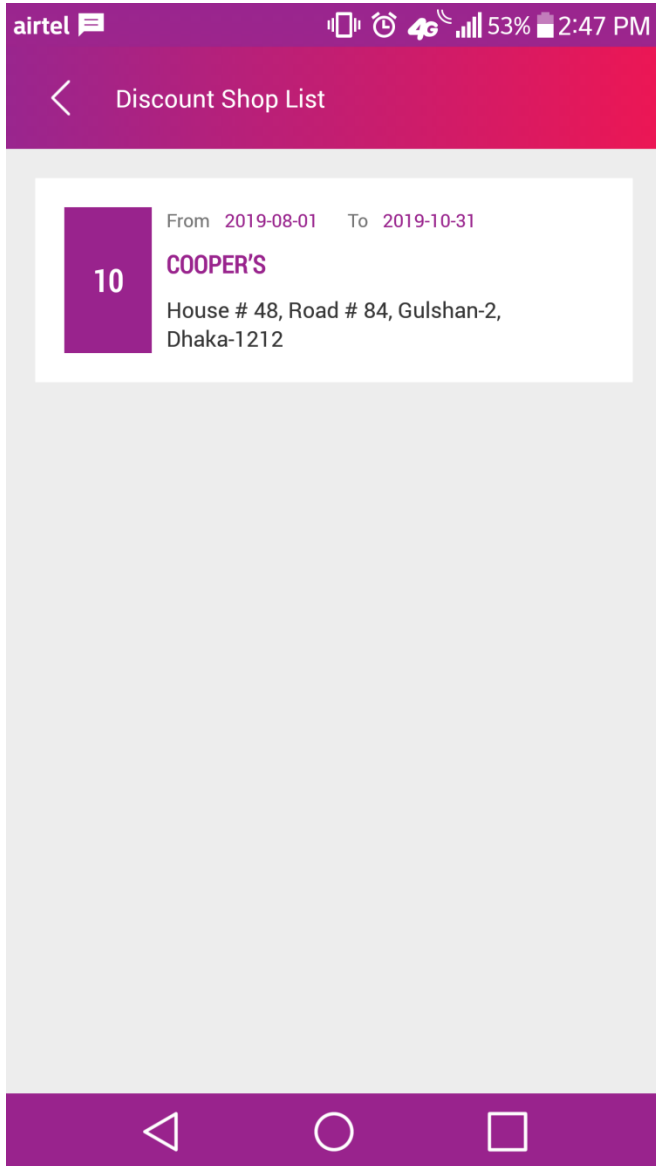 airtel 4G 53% 2:47 PM
Discount Shop List
From 2019-08-01 To 2019-10-31
10
COOPER'S
House # 48, Road # 84, Gulshan-2,
Dhaka-1212